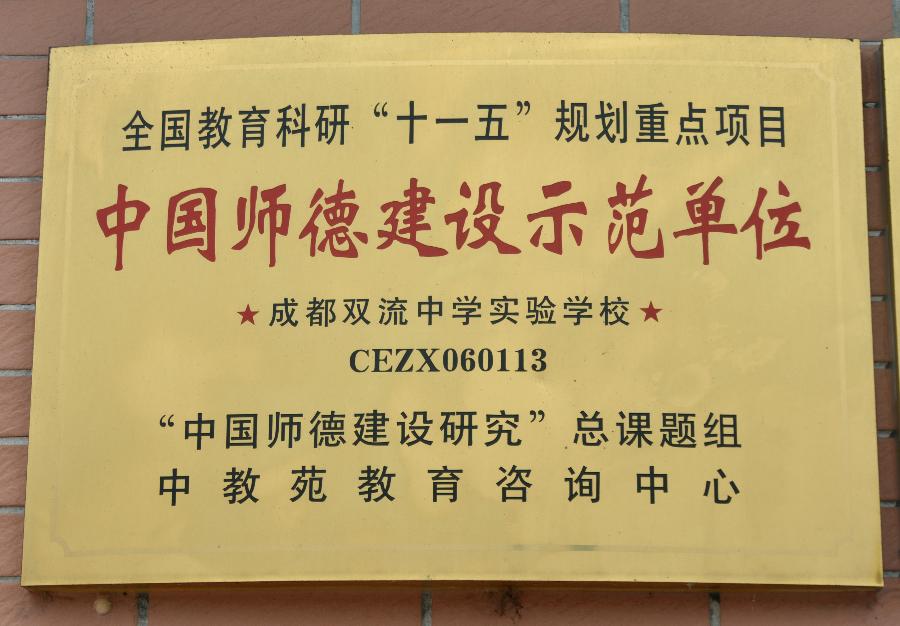 全国教育科研“十一五”规划重点项目
中国师德建设示范单位
★成都双流中学实验学校★
CEZX060113
“中国师德建设研究”总课题组
中教苑教育咨询中心